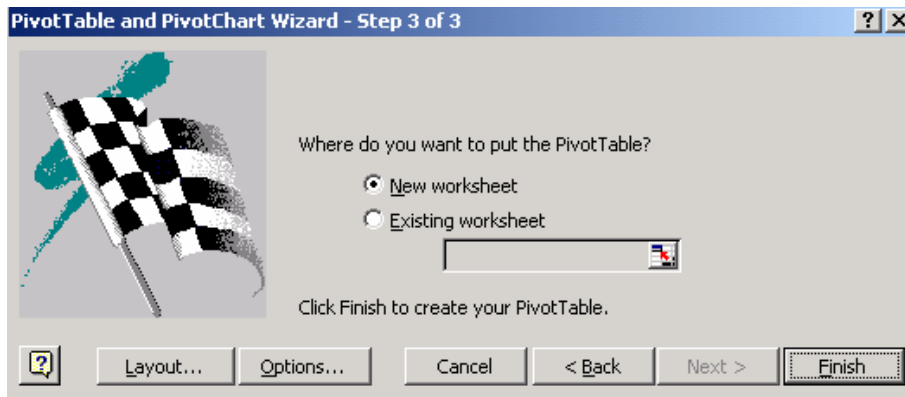 PivotTable and PivotChart Wizard - Step 3 of 3
Where do you want to put the PivotTable?
New worksheet
Existing worksheet
Click Finish to create your PivotTable.
Layout... Options... Cancel < Back Next > Finish